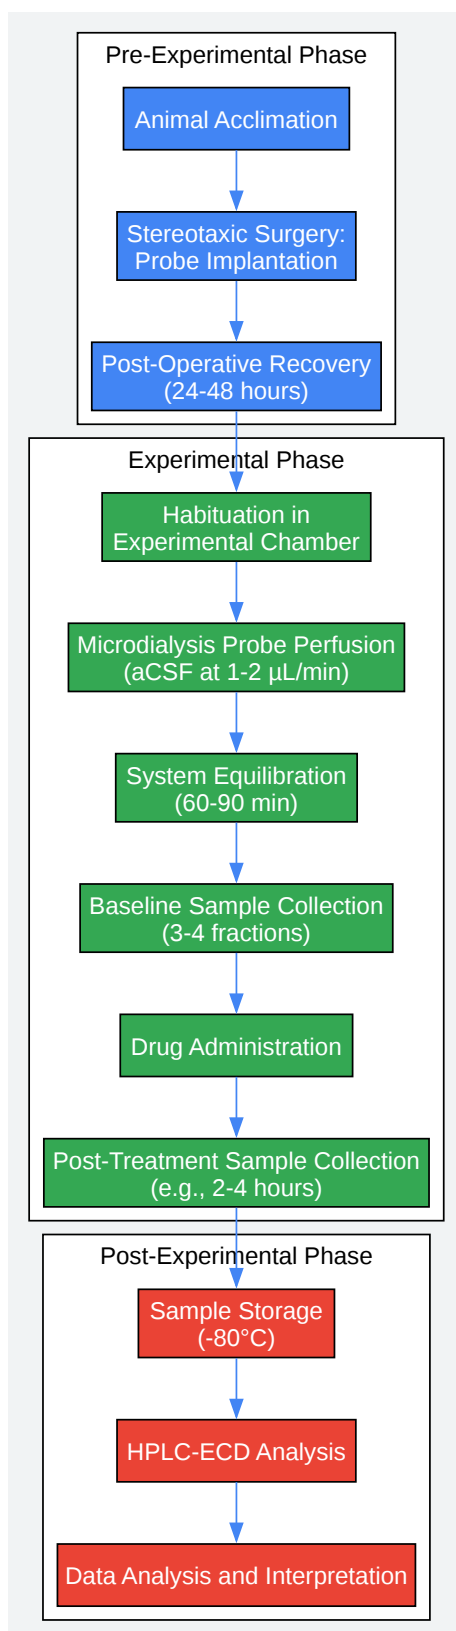 Pre-Experimental Phase
Animal Acclimation
Stereotaxic Surgery:
Probe Implantation
Post-Operative Recovery
(24-48 hours)
Experimental Phase
Habituation in
Experimental Chamber
Microdialysis Probe Perfusion
(aCSF at 1-2 µL/min)
System Equilibration
(60-90 min)
Baseline Sample Collection
(3-4 fractions)
Drug Administration
Post-Treatment Sample Collection
(e.g., 2-4 hours)
Post-Experimental Phase
Sample Storage
(-80°C)
HPLC-ECD Analysis
Data Analysis and Interpretation